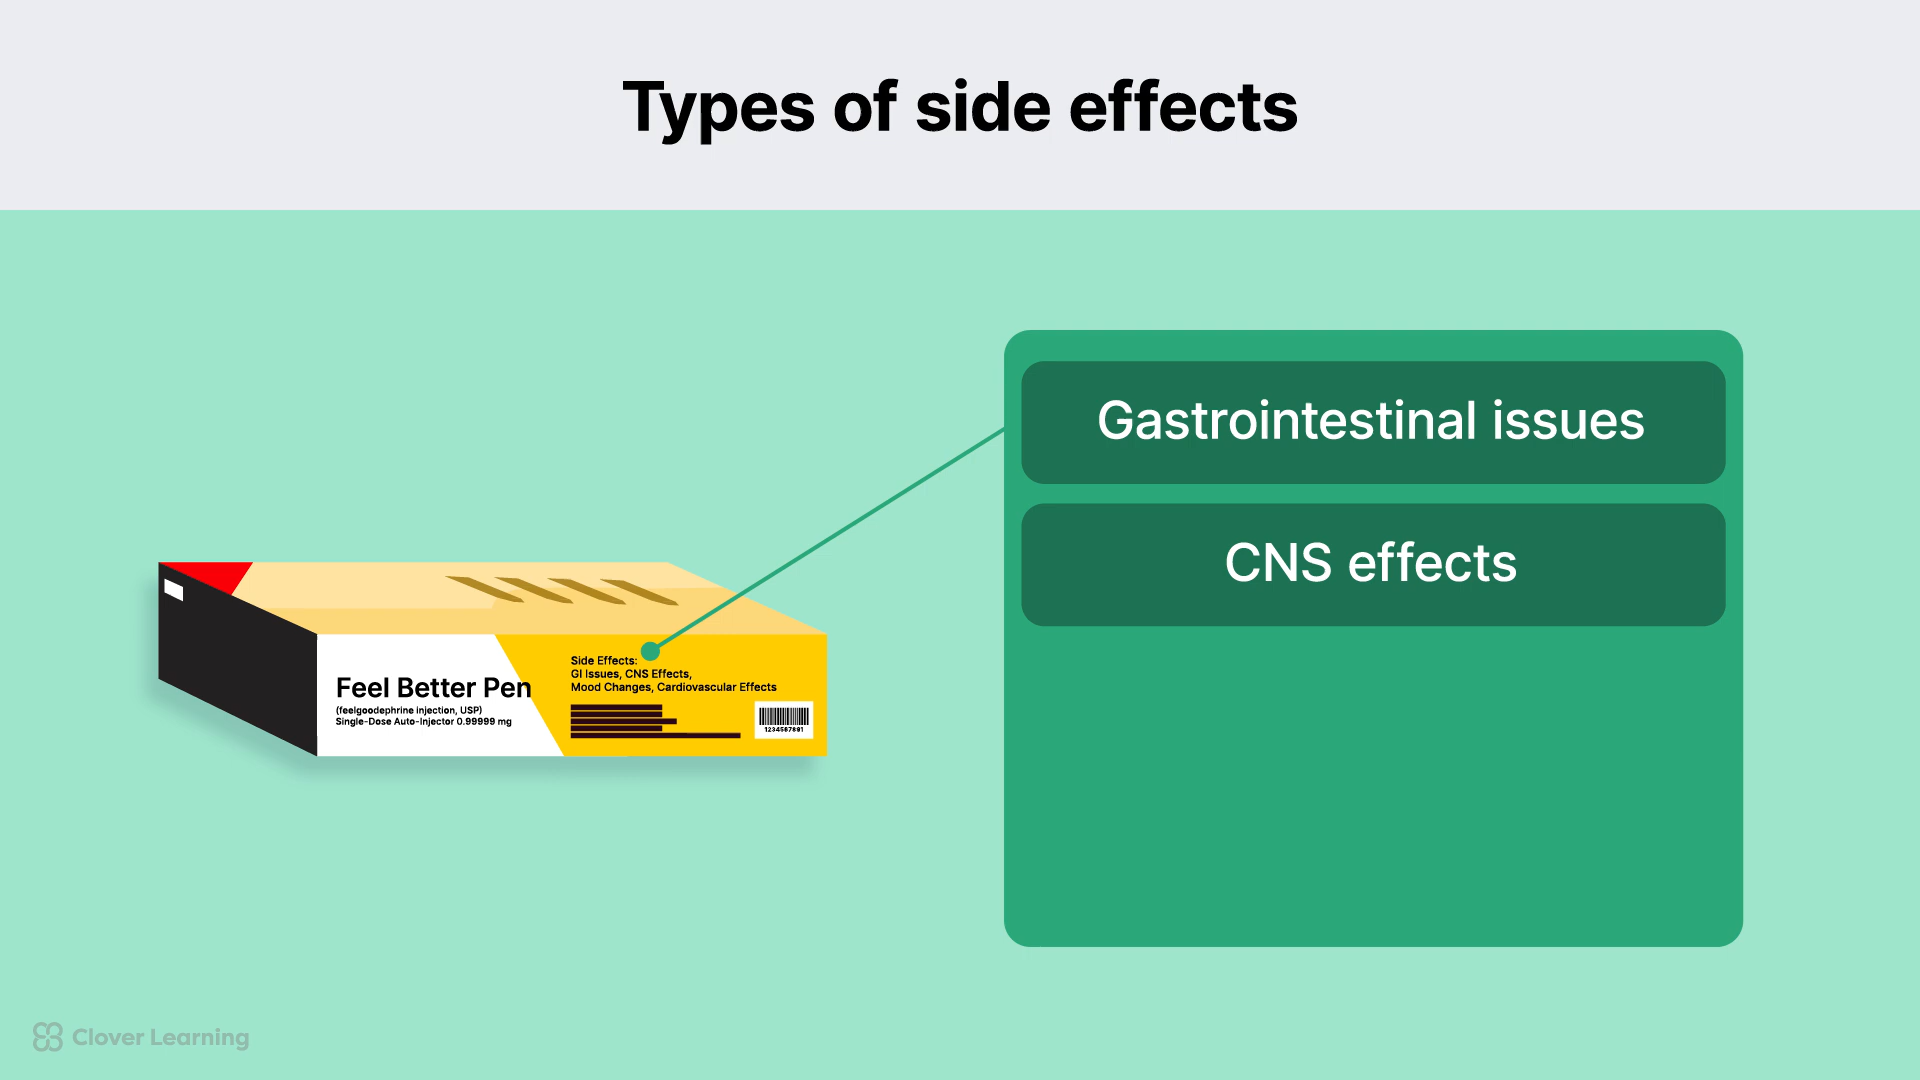 Types of side effects
Gastrointestinal issues
CNS effects
Feel Better Pen
(feelgoodephrine injection, USP)
Single-Dose Auto-Injector 0.99999 mg
Side Effects:
GI Issues, CNS Effects,
Mood Changes, Cardiovascular Effects
1234567891
Clover Learning